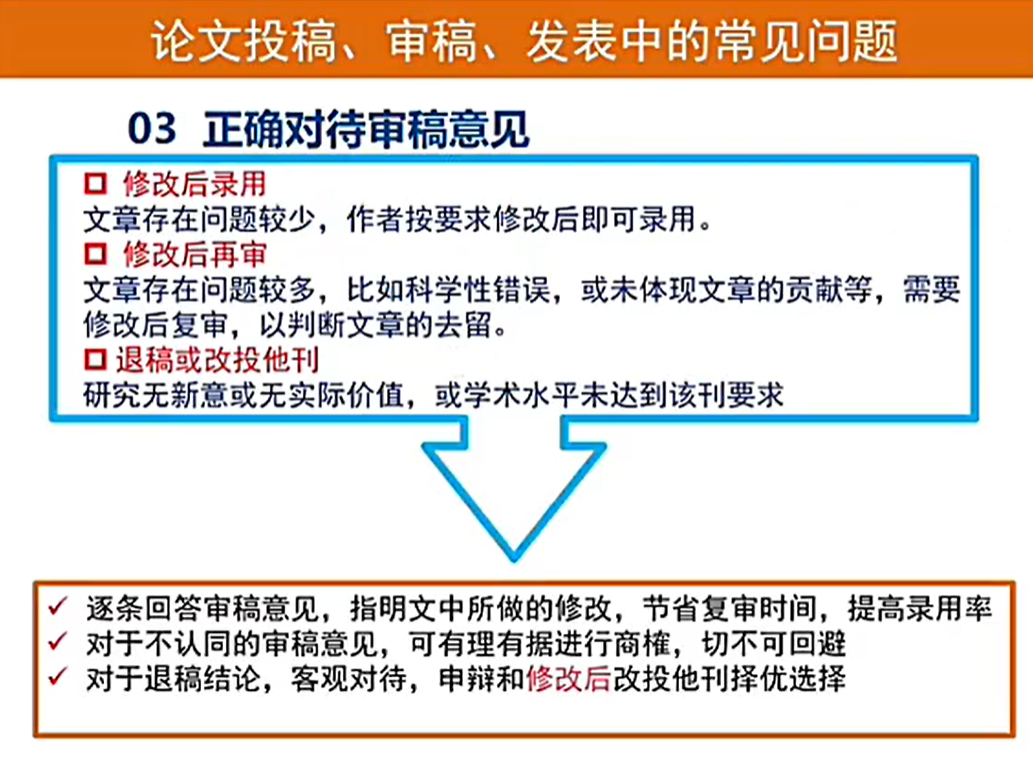 论文投稿、审稿、发表中的常见问题
03 正确对待审稿意见
修改后录用
文章存在问题较少，作者按要求修改后即可录用。
修改后再审
文章存在问题较多，比如科学性错误，或未体现文章的贡献等，需要
修改后复审，以判断文章的去留。
退稿或改投他刊
研究无新意或无实际价值，或学术水平未达到该刊要求
✓ 逐条回答审稿意见，指明文中所做的修改，节省复审时间，提高录用率
✓ 对于不认同的审稿意见，可有理有据进行商榷，切不可回避
✓ 对于退稿结论，客观对待，申辩和修改后改投他刊择优选择